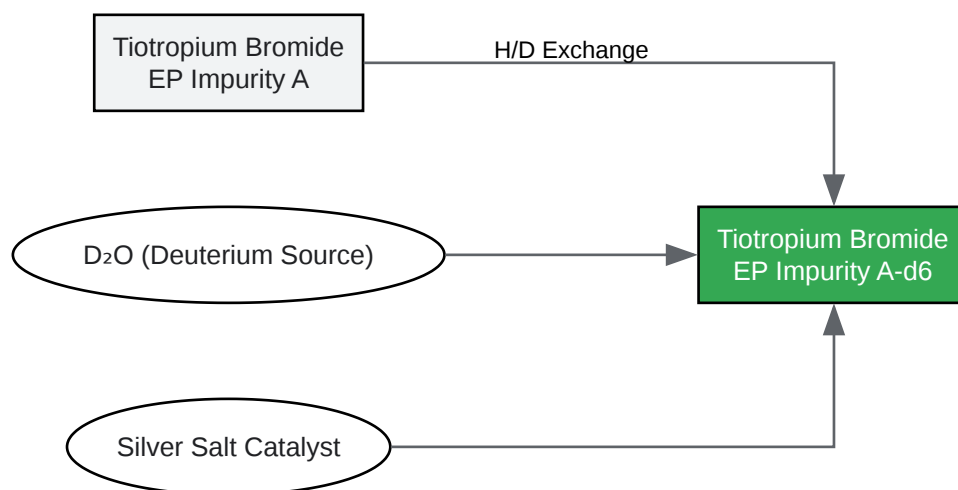 Tiotropium Bromide
EP Impurity A
H/D Exchange
D₂O (Deuterium Source)
Tiotropium Bromide
EP Impurity A-d6
Silver Salt Catalyst